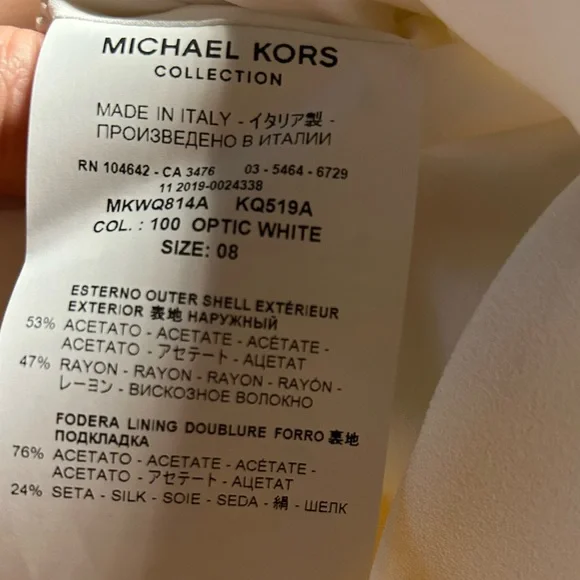 MICHAEL KORS
COLLECTION
MADE IN ITALY - イタリア製 -
ПРОИЗВЕДЕНО В ИТАЛИИ
RN 104642 - CA 3476 03 - 5464 - 6729
11 2019-0024338
MKWQ814A KQ519A
COL. : 100 OPTIC WHITE
SIZE: 08
ESTERNO OUTER SHELL EXTÉRIEUR
EXTERIOR 表地 НАРУЖНЫЙ
53% ACETATO - ACETATE - ACÉTATE -
ACETATO - アセテート - АЦЕТАТ
47% RAYON - RAYON - RAYON - RAYÓN -
レーヨン - ВИСКОЗНОЕ ВОЛОКНО
FODERA LINING DOUBLURE FORRO 裏地
ПОДКЛАДКА
76% ACETATO - ACETATE - ACÉTATE -
ACETATO - アセテート - АЦЕТАТ
24% SETA - SILK - SOIE - SEDA - 絹 - ШЕЛК